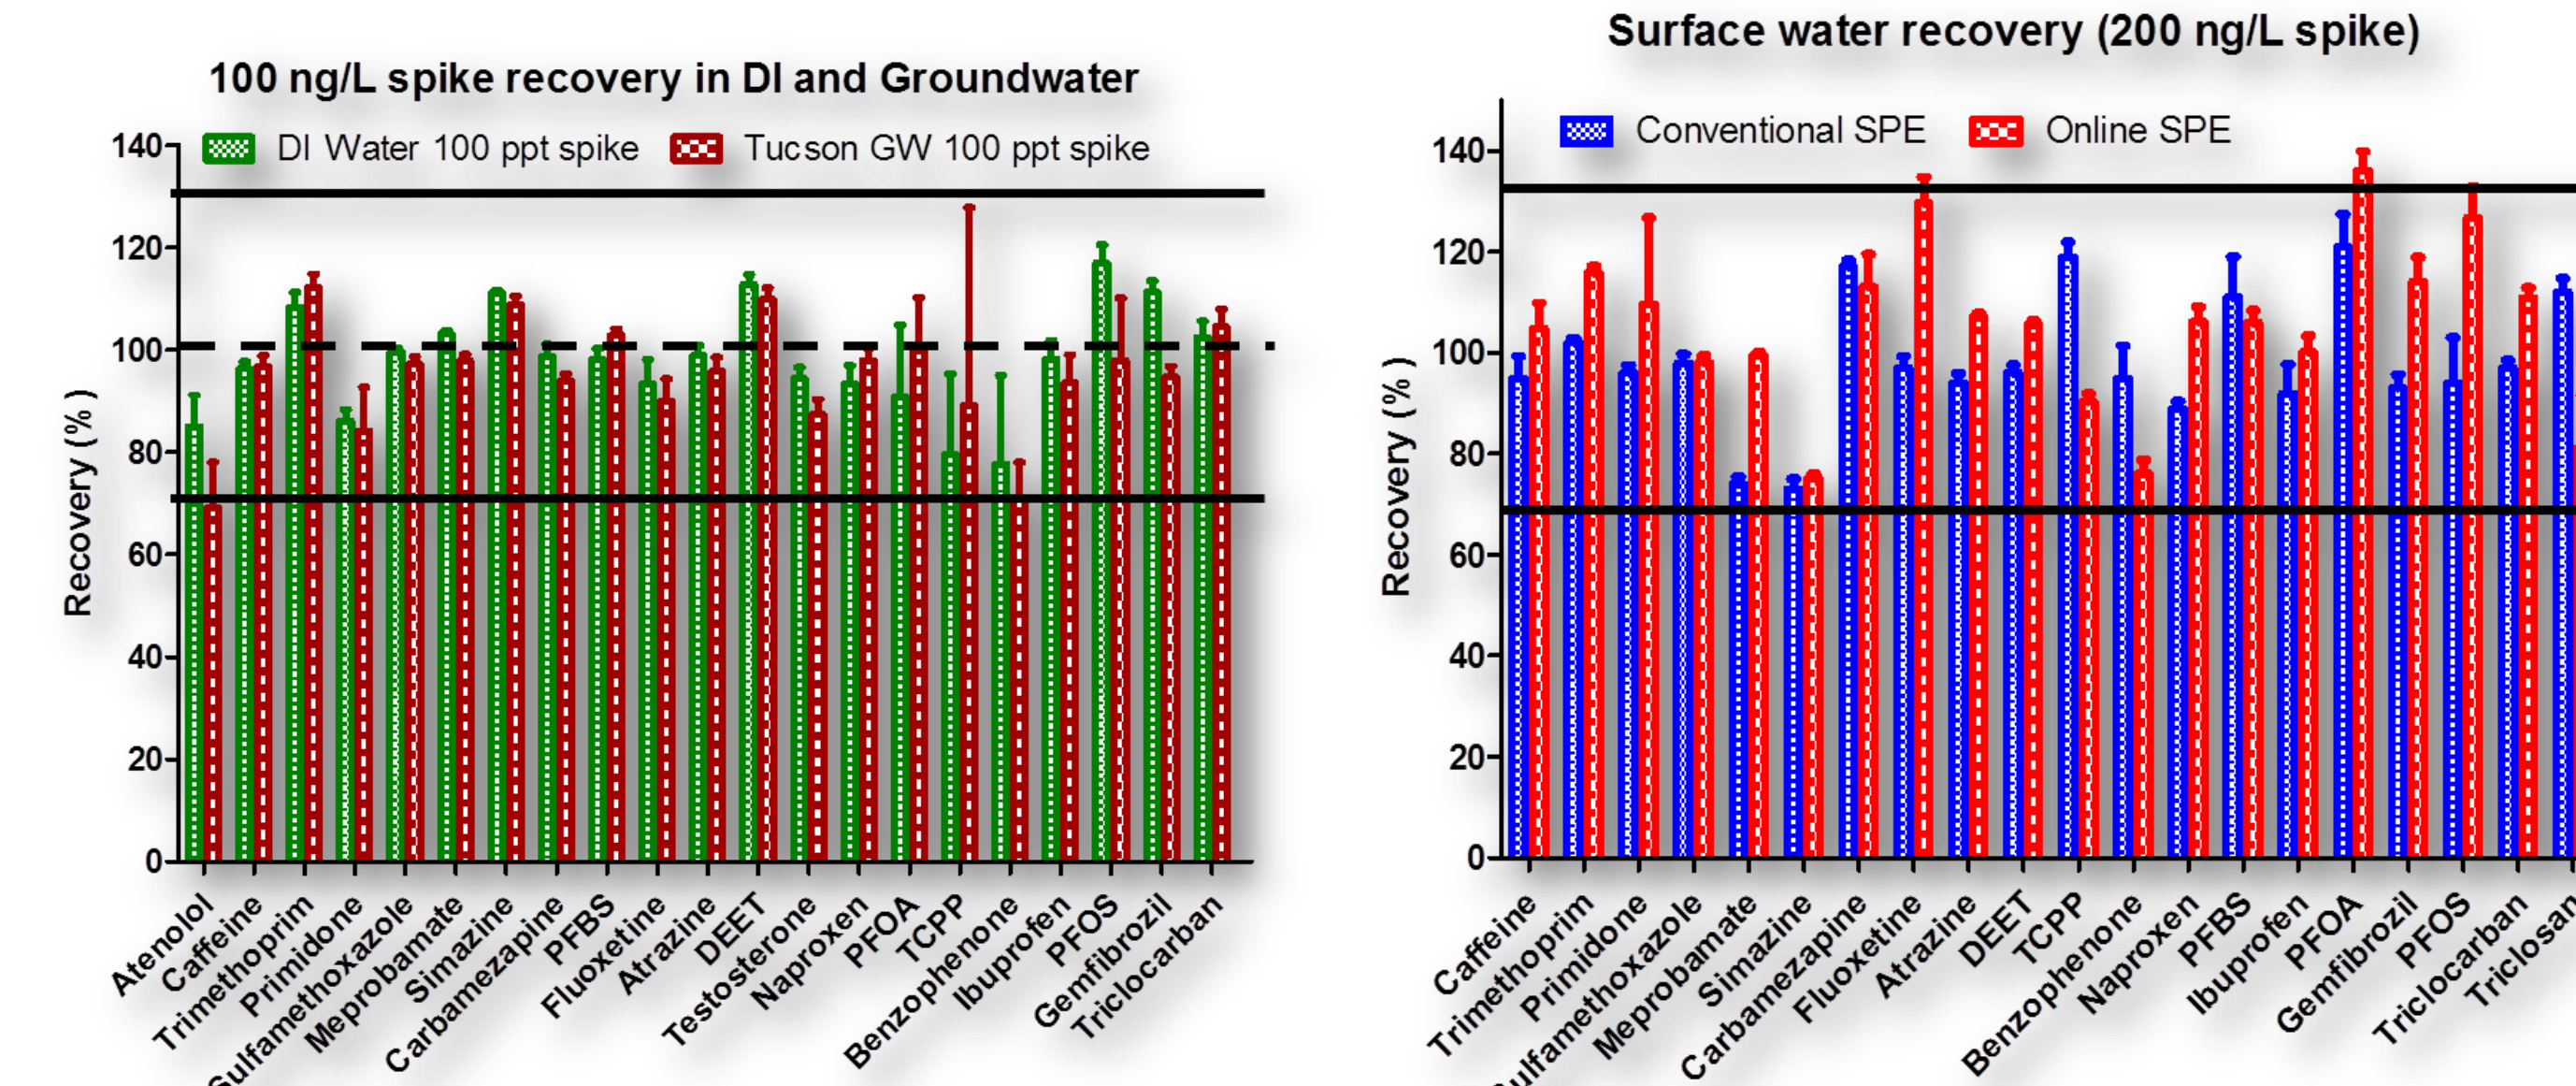 100 ng/L spike recovery in DI and Groundwater
DI Water 100 ppt spike
Tucson GW 100 ppt spike
140
120
100
80
60
40
20
0
Recovery (%)
Atenolol
Caffeine
Trimethoprim
Primidone
Sulfamethoxazole
Meprobamate
Simazine
Carbamezapine
PFBS
Fluoxetine
Atrazine
DEET
Testosterone
Naproxen
PFOA
TCPP
Benzophenone
Ibuprofen
PFOS
Gemfibrozil
Triclocarban
Surface water recovery (200 ng/L spike)
Conventional SPE
Online SPE
140
120
100
80
60
40
20
0
Recovery (%)
Caffeine
Trimethoprim
Primidone
ulfamethoxazole
Meprobamate
Simazine
Carbamezapine
Fluoxetine
Atrazine
DEET
TCPP
Benzophenone
Naproxen
PFBS
Ibuprofen
PFOA
Gemfibrozil
PFOS
Triclocarban
Triclosan